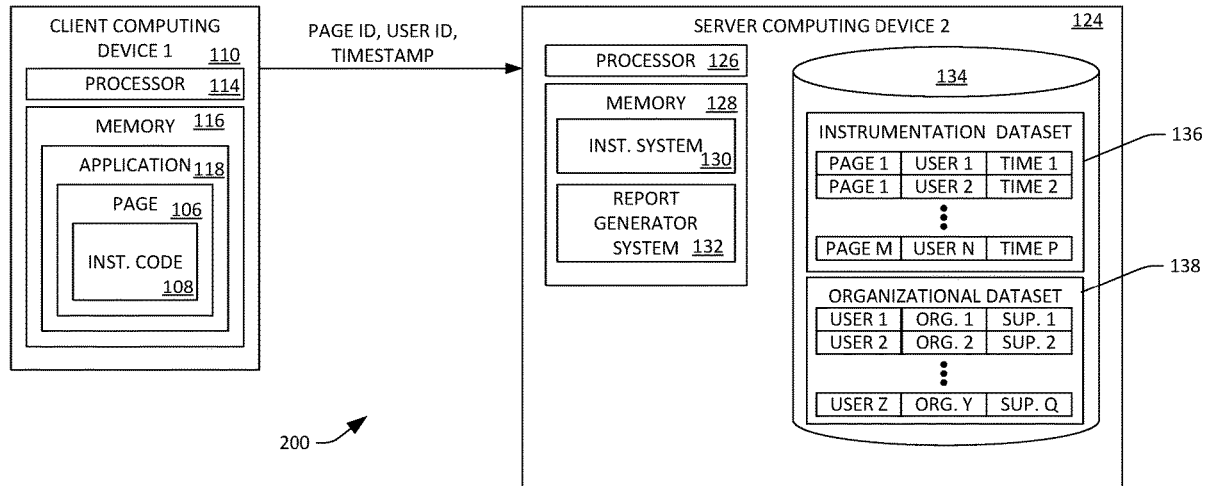 CLIENT COMPUTING
DEVICE 1
110
PROCESSOR
114
MEMORY
116
APPLICATION
118
PAGE
106
INST. CODE
108
PAGE ID, USER ID,
TIMESTAMP
SERVER COMPUTING DEVICE 2
124
PROCESSOR
126
MEMORY
128
INST. SYSTEM
130
REPORT
GENERATOR
SYSTEM
132
134
INSTRUMENTATION DATASET
PAGE 1 USER 1 TIME 1
PAGE 1 USER 2 TIME 2
PAGE M USER N TIME P
136
ORGANIZATIONAL DATASET
USER 1 ORG. 1 SUP. 1
USER 2 ORG. 2 SUP. 2
USER Z ORG. Y SUP. Q
138
200